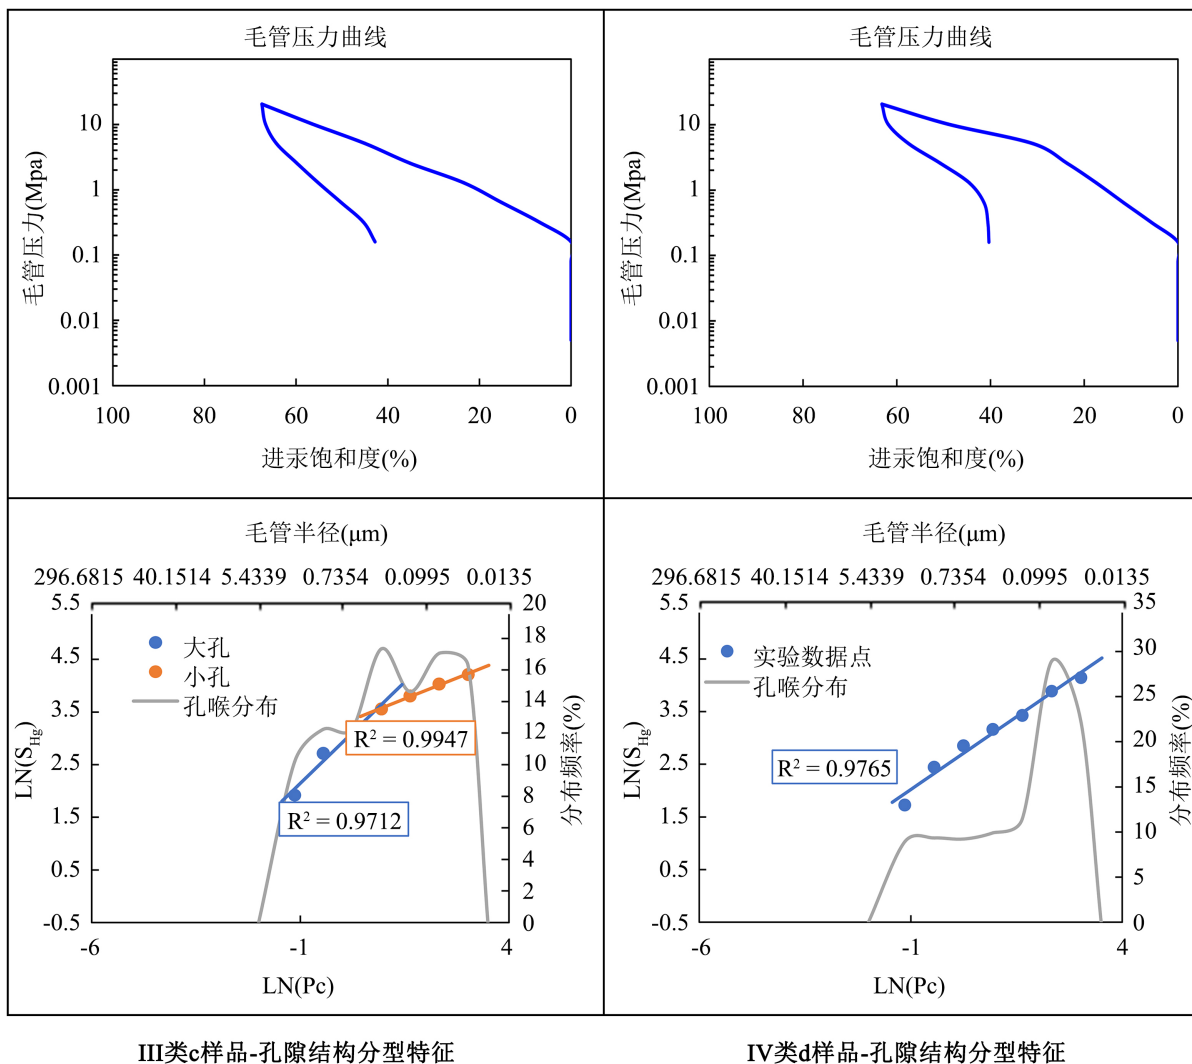 毛管压力曲线
毛管压力(Mpa)
10
1
0.1
0.01
0.001
100 80 60 40 20 0
进汞饱和度(%)
毛管压力曲线
毛管压力(Mpa)
10
1
0.1
0.01
0.001
100 80 60 40 20 0
进汞饱和度(%)
毛管半径(μm)
296.6815 40.1514 5.4339 0.7354 0.0995 0.0135
LN(S_Hg)
5.5
4.5
3.5
2.5
1.5
0.5
-0.5
大孔
小孔
孔喉分布
R² = 0.9947
R² = 0.9712
20
18
16
14
12
10
8
6
4
2
0
分布频率(%)
-6 -1 4
LN(Pc)
毛管半径(μm)
296.6815 40.1514 5.4339 0.7354 0.0995 0.0135
LN(S_Hg)
5.5
4.5
3.5
2.5
1.5
0.5
-0.5
实验数据点
孔喉分布
R² = 0.9765
35
30
25
20
15
10
5
0
分布频率(%)
-6 -1 4
LN(Pc)
III类c样品-孔隙结构分型特征
IV类d样品-孔隙结构分型特征